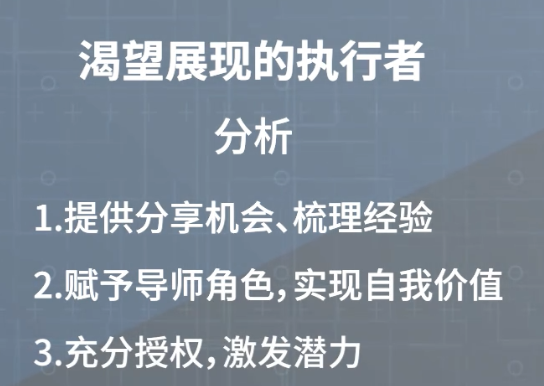 渴望展现的执行者
分析
1.提供分享机会、梳理经验
2.赋予导师角色，实现自我价值
3.充分授权，激发潜力